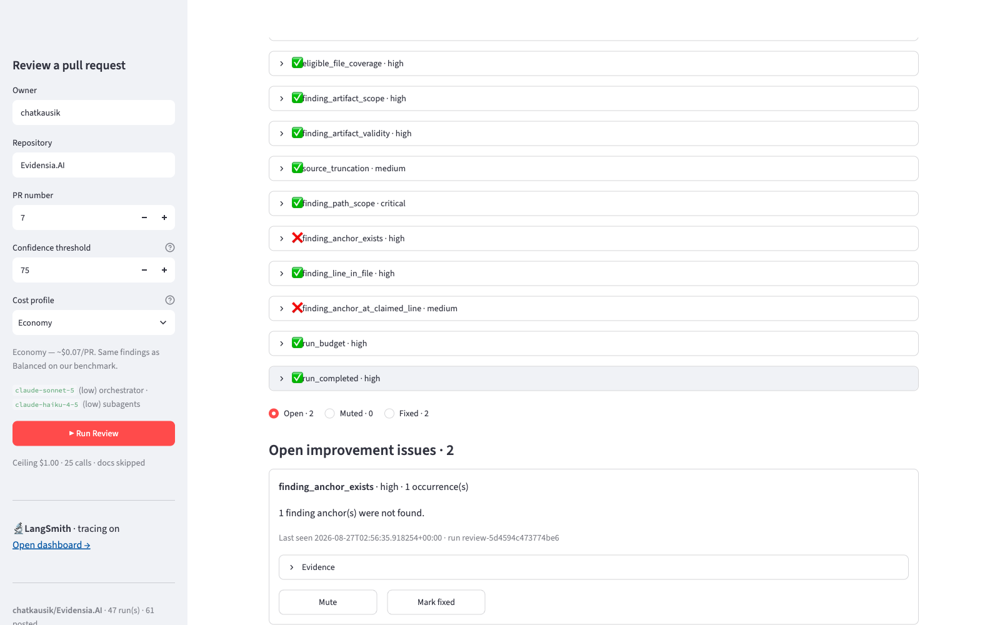 Review a pull request
Owner
chatkausik
Repository
Evidensia.AI
PR number
7
Confidence threshold
75
Cost profile
Economy
Economy — ~$0.07/PR. Same findings as
Balanced on our benchmark.
claude-sonnet-5 (low) orchestrator ·
claude-haiku-4-5 (low) subagents
▶ Run Review
Ceiling $1.00 · 25 calls · docs skipped
🔬 LangSmith · tracing on
Open dashboard →
chatkausik/Evidensia.AI · 47 run(s) · 61
posted
✅ eligible_file_coverage · high
✅ finding_artifact_scope · high
✅ finding_artifact_validity · high
✅ source_truncation · medium
✅ finding_path_scope · critical
❌ finding_anchor_exists · high
✅ finding_line_in_file · high
❌ finding_anchor_at_claimed_line · medium
✅ run_budget · high
✅ run_completed · high
Open · 2 Muted · 0 Fixed · 2
Open improvement issues · 2
finding_anchor_exists · high · 1 occurrence(s)
1 finding anchor(s) were not found.
Last seen 2026-08-27T02:56:35.918254+00:00 · run review-5d4594c473774be6
Evidence
Mute Mark fixed